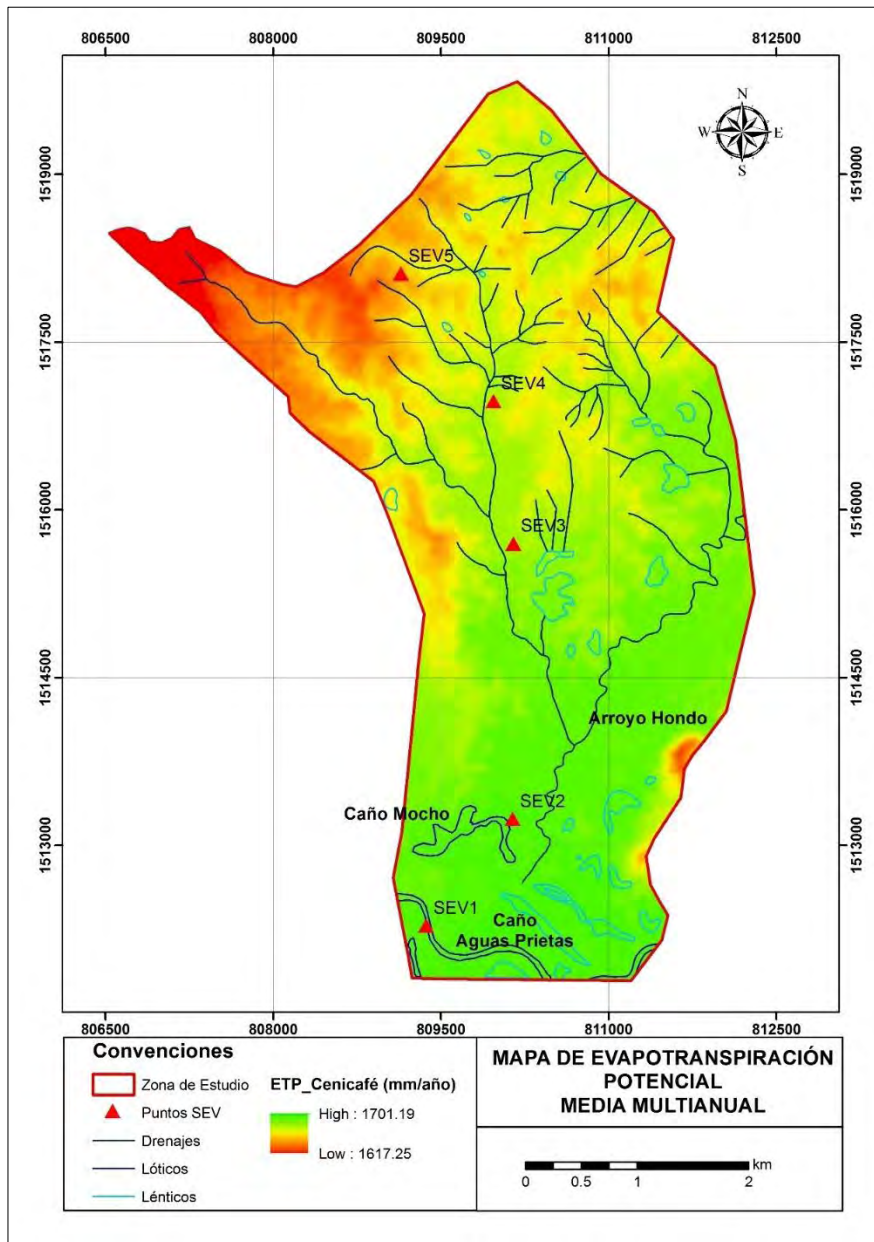 806500 808000 809500 811000 812500
N
W E
S
1519000 1519000
SEV5
1517500 1517500
SEV4
1516000 1516000
SEV3
1514500 1514500
Arroyo Hondo
SEV2
Caño Mocho
1513000 1513000
SEV1
Caño
Aguas Prietas
806500 808000 809500 811000 812500
Convenciones
Zona de Estudio
Puntos SEV
Drenajes
Lóticos
Lénticos
ETP_Cenicafé (mm/año)
High : 1701.19
Low : 1617.25
MAPA DE EVAPOTRANSPIRACIÓN
POTENCIAL
MEDIA MULTIANUAL
km
0 0.5 1 2